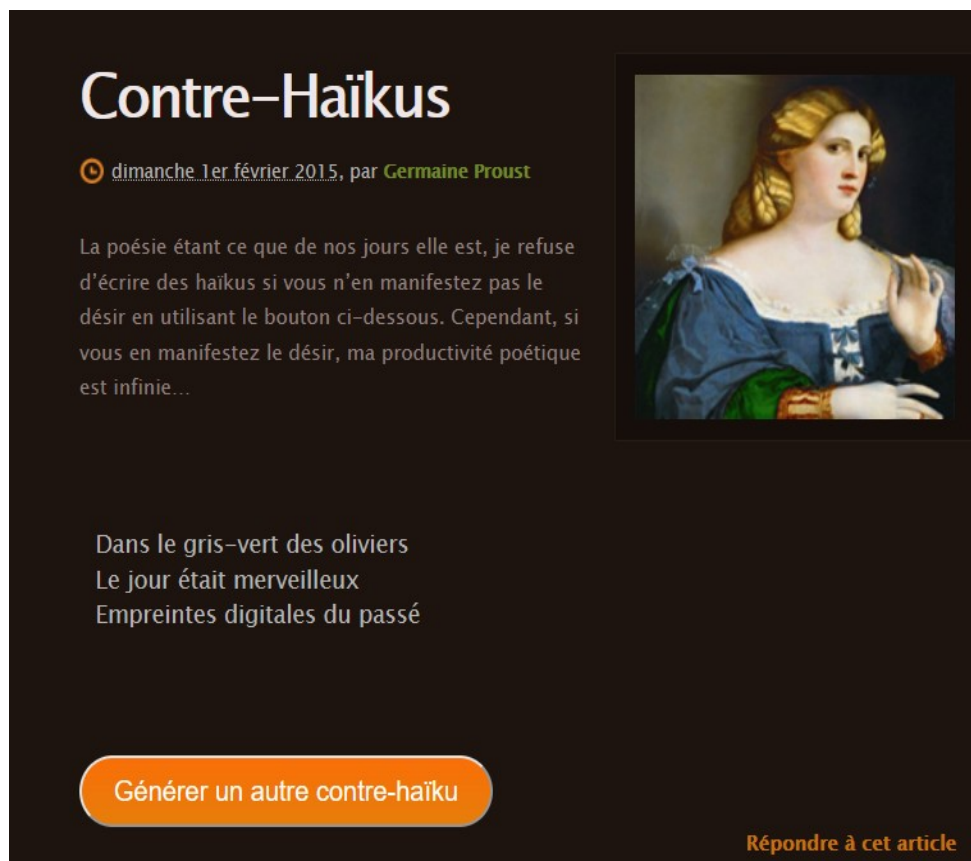 Contre-Haïkus
dimanche 1er février 2015, par Germaine Proust
La poésie étant ce que de nos jours elle est, je refuse
d’écrire des haïkus si vous n’en manifestez pas le
désir en utilisant le bouton ci-dessous. Cependant, si
vous en manifestez le désir, ma productivité poétique
est infinie…
Dans le gris-vert des oliviers
Le jour était merveilleux
Empreintes digitales du passé
Générer un autre contre-haïku
Répondre à cet article